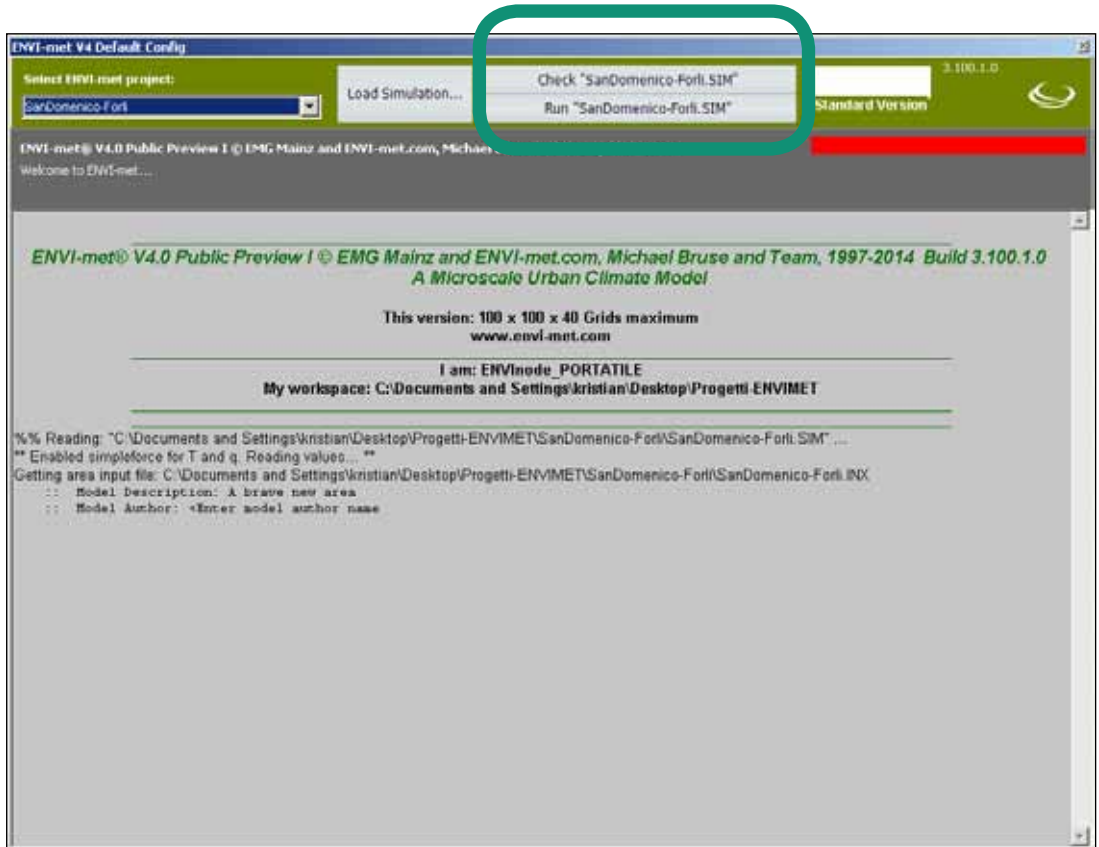 ENVI-met V4 Default Config
Select ENVI-met project:
SanDomenico-Forli
Load Simulation...
Check "SanDomenico-Forli.SIM"
Run "SanDomenico-Forli.SIM"
3.100.1.0
Standard Version
ENVI-met® V4.0 Public Preview I © EMG Mainz and ENVI-met.com, Michael
Welcome to ENVI-met....
ENVI-met® V4.0 Public Preview I © EMG Mainz and ENVI-met.com, Michael Bruse and Team, 1997-2014 Build 3.100.1.0
A Microscale Urban Climate Model
This version: 100 x 100 x 40 Grids maximum
www.envi-met.com
I am: ENVInode_PORTATILE
My workspace: C:\Documents and Settings\kristian\Desktop\Progetti-ENVIMET
%% Reading: "C:\Documents and Settings\kristian\Desktop\Progetti-ENVIMET\SanDomenico-Forli\SanDomenico-Forli.SIM" ...
** Enabled simpleforce for T and q. Reading values... **
Getting area input file: C:\Documents and Settings\kristian\Desktop\Progetti-ENVIMET\SanDomenico-Forli\SanDomenico-Forli.INX
:: Model Description: A brave new area
:: Model Author: <Enter model author name